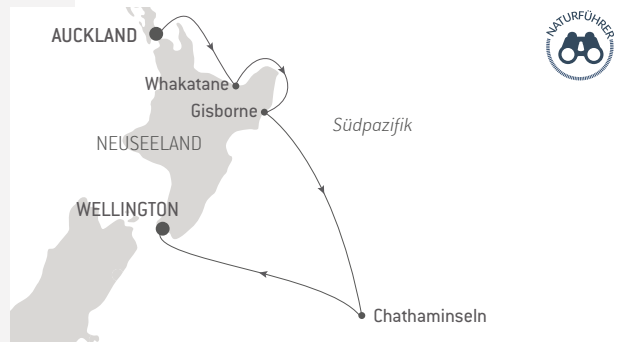 AUCKLAND
NATURFÜHRER
Whakatane
Gisborne
Südpazifik
NEUSEELAND
WELLINGTON
Chathaminseln